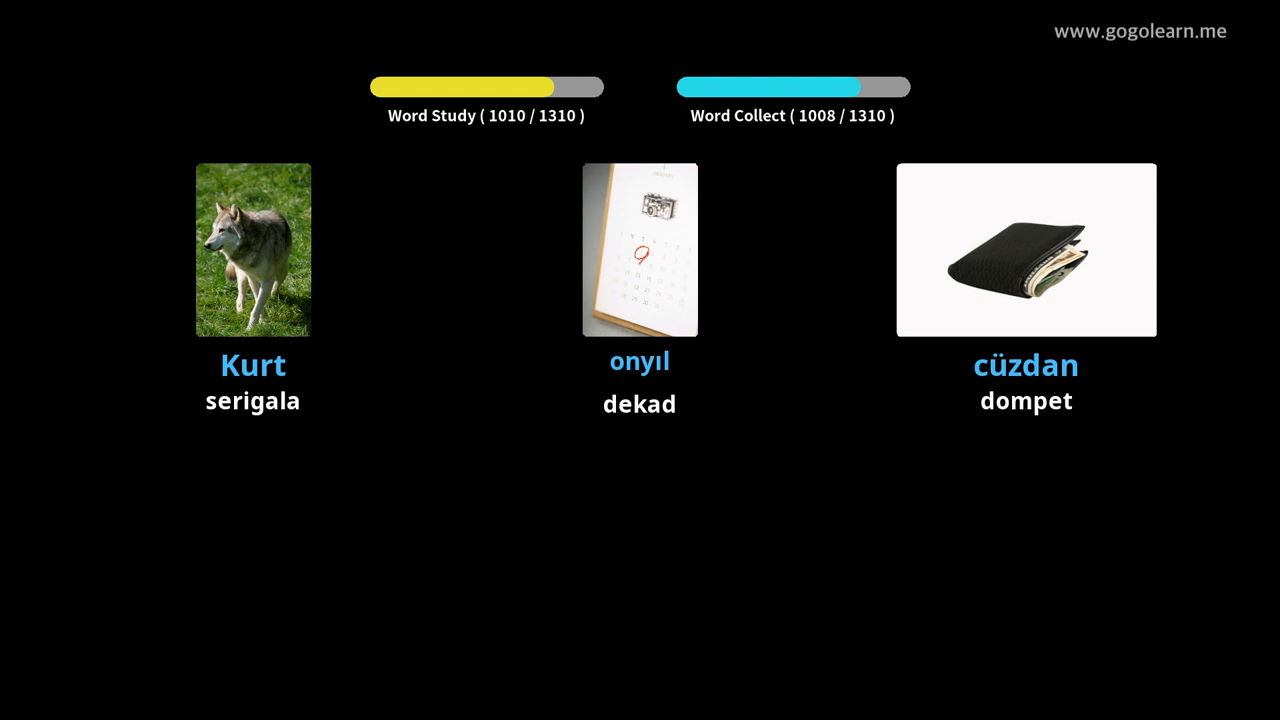 www.gogolearn.me
Word Study ( 1010 / 1310 )
Word Collect ( 1008 / 1310 )
Kurt
serigala
onyıl
dekad
cüzdan
dompet